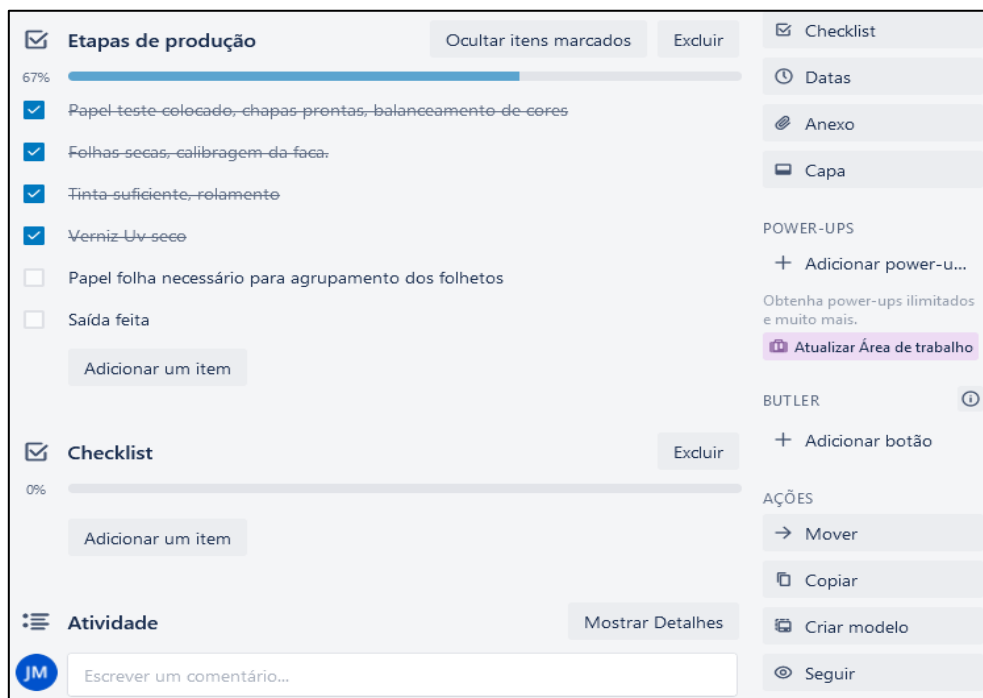 Etapas de produção
Ocultar itens marcados
Excluir
67%
Papel teste colocado, chapas prontas, balanceamento de cores
Folhas secas, calibragem da faca.
Tinta suficiente, rolamento
Verniz Uv seco
Papel folha necessário para agrupamento dos folhetos
Saída feita
Adicionar um item
Checklist
Excluir
0%
Adicionar um item
Atividade
Mostrar Detalhes
JM
Escrever um comentário...
Checklist
Datas
Anexo
Capa
POWER-UPS
+ Adicionar power-u...
Obtenha power-ups ilimitados
e muito mais.
Atualizar Área de trabalho
BUTLER
+ Adicionar botão
AÇÕES
→ Mover
Copiar
Criar modelo
Seguir